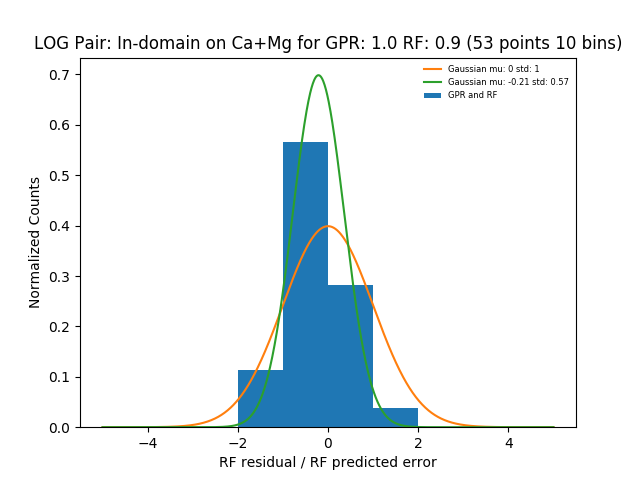 LOG Pair: In-domain on Ca+Mg for GPR: 1.0 RF: 0.9 (53 points 10 bins)
Gaussian mu: 0 std: 1
Gaussian mu: -0.21 std: 0.57
GPR and RF
Normalized Counts
0.7
0.6
0.5
0.4
0.3
0.2
0.1
0.0
−4 −2 0 2 4
RF residual / RF predicted error